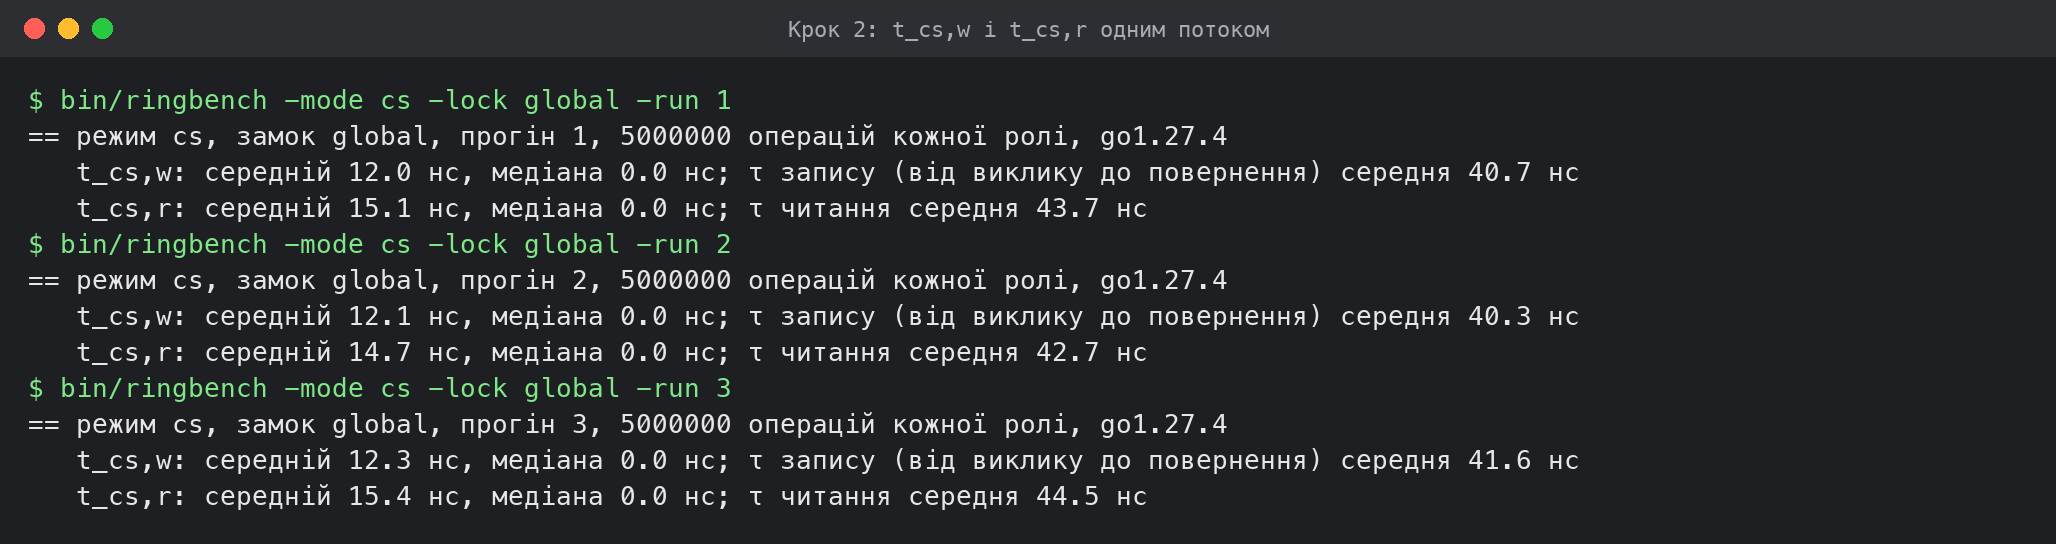 Крок 2: t_cs,w і t_cs,r одним потоком
$ bin/ringbench −mode cs −lock global −run 1
== режим cs, замок global, прогін 1, 5000000 операцій кожної ролі, go1.27.4
t_cs,w: середній 12.0 нс, медіана 0.0 нс; τ запису (від виклику до повернення) середня 40.7 нс
t_cs,r: середній 15.1 нс, медіана 0.0 нс; τ читання середня 43.7 нс
$ bin/ringbench −mode cs −lock global −run 2
== режим cs, замок global, прогін 2, 5000000 операцій кожної ролі, go1.27.4
t_cs,w: середній 12.1 нс, медіана 0.0 нс; τ запису (від виклику до повернення) середня 40.3 нс
t_cs,r: середній 14.7 нс, медіана 0.0 нс; τ читання середня 42.7 нс
$ bin/ringbench −mode cs −lock global −run 3
== режим cs, замок global, прогін 3, 5000000 операцій кожної ролі, go1.27.4
t_cs,w: середній 12.3 нс, медіана 0.0 нс; τ запису (від виклику до повернення) середня 41.6 нс
t_cs,r: середній 15.4 нс, медіана 0.0 нс; τ читання середня 44.5 нс